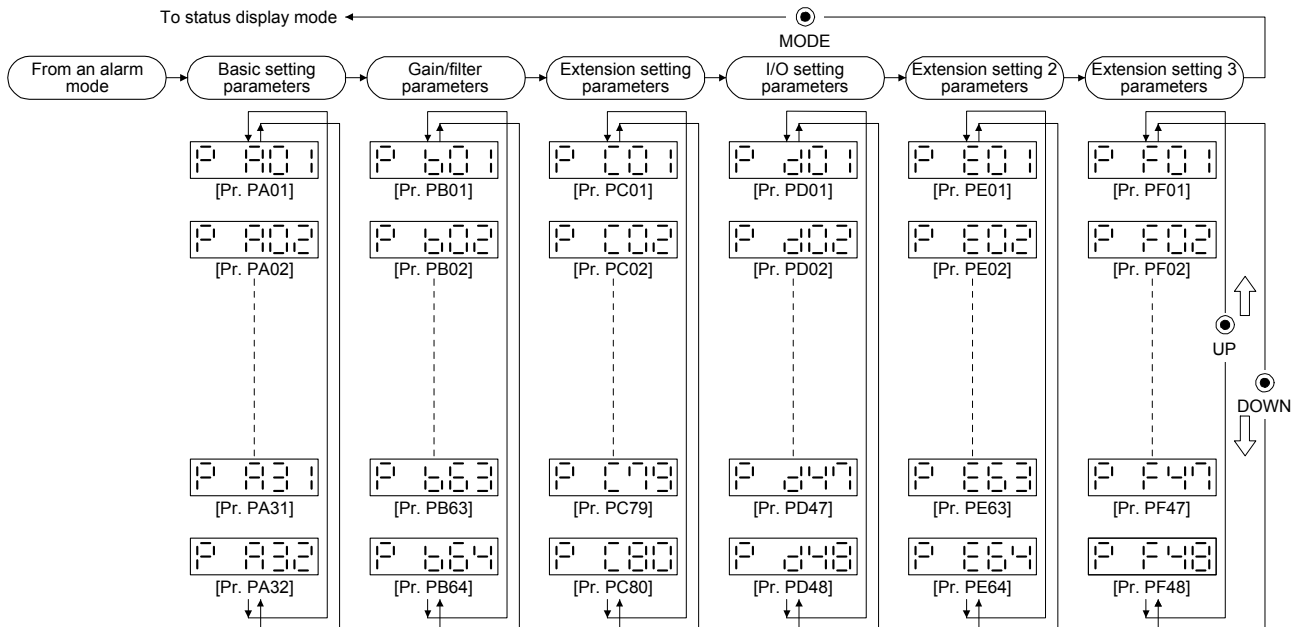 To status display mode
MODE
From an alarm
mode
Basic setting
parameters
Gain/filter
parameters
Extension setting
parameters
I/O setting
parameters
Extension setting 2
parameters
Extension setting 3
parameters
P A01
P b01
P C01
P d01
P E01
P F01
[Pr. PA01]
[Pr. PB01]
[Pr. PC01]
[Pr. PD01]
[Pr. PE01]
[Pr. PF01]
P A02
P b02
P C02
P d02
P E02
P F02
[Pr. PA02]
[Pr. PB02]
[Pr. PC02]
[Pr. PD02]
[Pr. PE02]
[Pr. PF02]
UP
DOWN
P A31
P b63
P C79
P d47
P E63
P F47
[Pr. PA31]
[Pr. PB63]
[Pr. PC79]
[Pr. PD47]
[Pr. PE63]
[Pr. PF47]
P A32
P b64
P C80
P d48
P E64
P F48
[Pr. PA32]
[Pr. PB64]
[Pr. PC80]
[Pr. PD48]
[Pr. PE64]
[Pr. PF48]